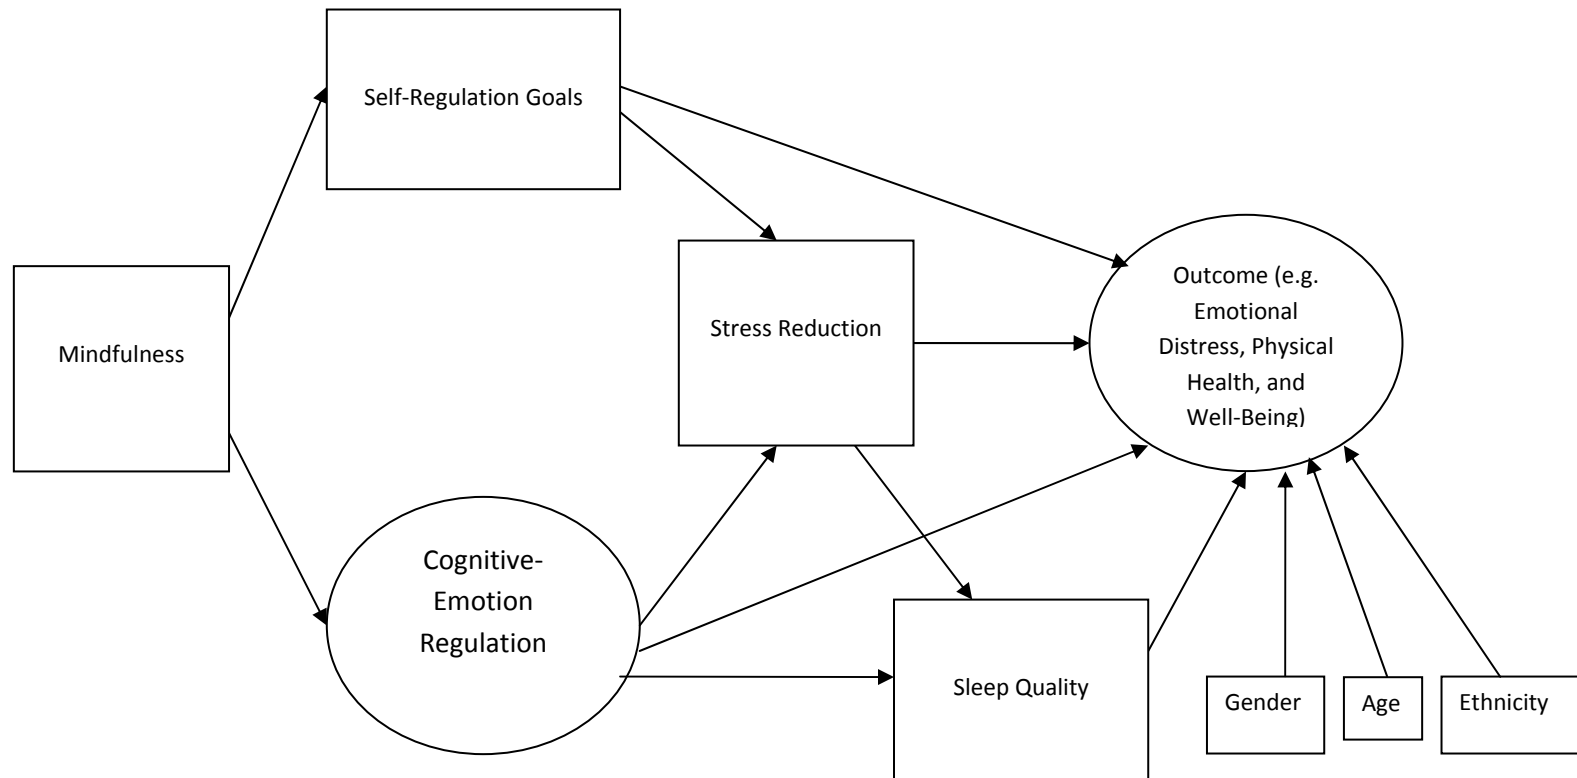 Self-Regulation Goals
Mindfulness
Stress Reduction
Outcome (e.g.
Emotional
Distress, Physical
Health, and
Well-Being)
Cognitive-
Emotion
Regulation
Sleep Quality
Gender
Age
Ethnicity